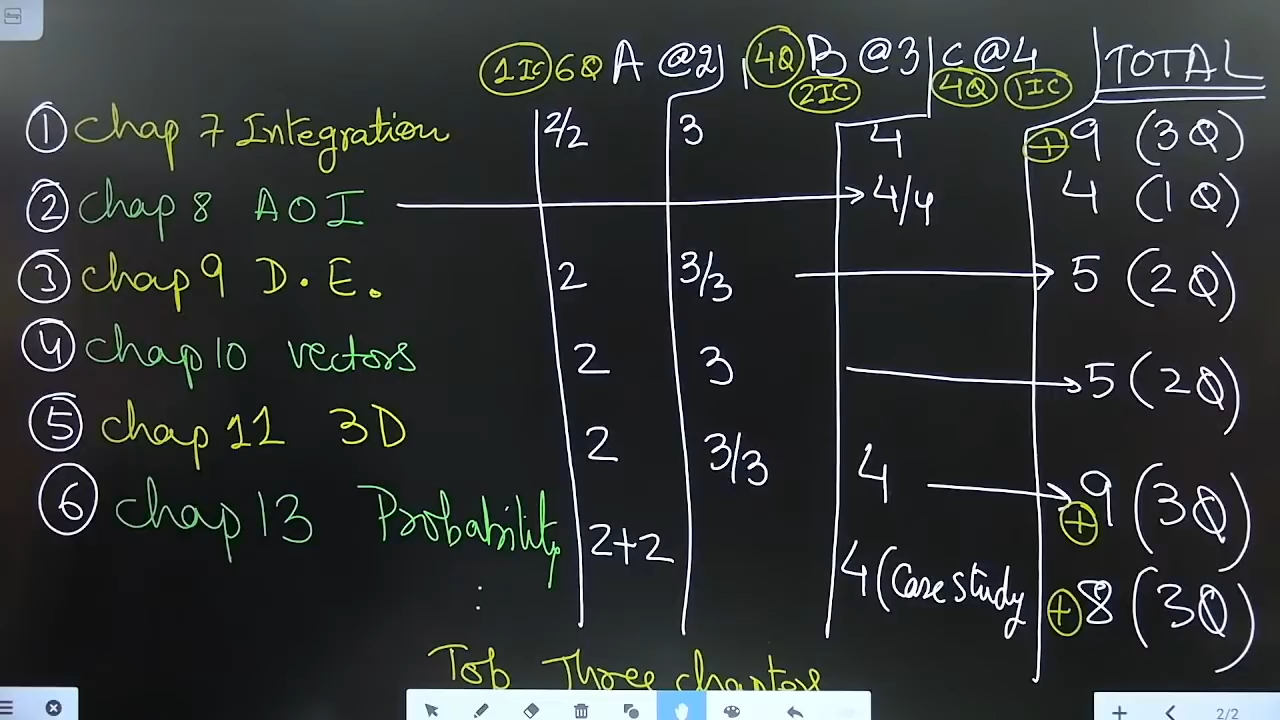 1IC 6Q A @2 4Q B @3 C @4 TOTAL
2IC 4Q 1IC
1 Chap 7 Integration 2/2 3 4 + 9 (3Q)
2 Chap 8 AOI 4/4 4 (1Q)
3 Chap 9 D.E. 2 3/3 5 (2Q)
4 Chap 10 Vectors 2 3 5 (2Q)
5 Chap 11 3D 2 3/3 4 + 9 (3Q)
6 Chap 13 Probability 2+2 4 (Case study + 8 (3Q)
Top Three chapters
2/2